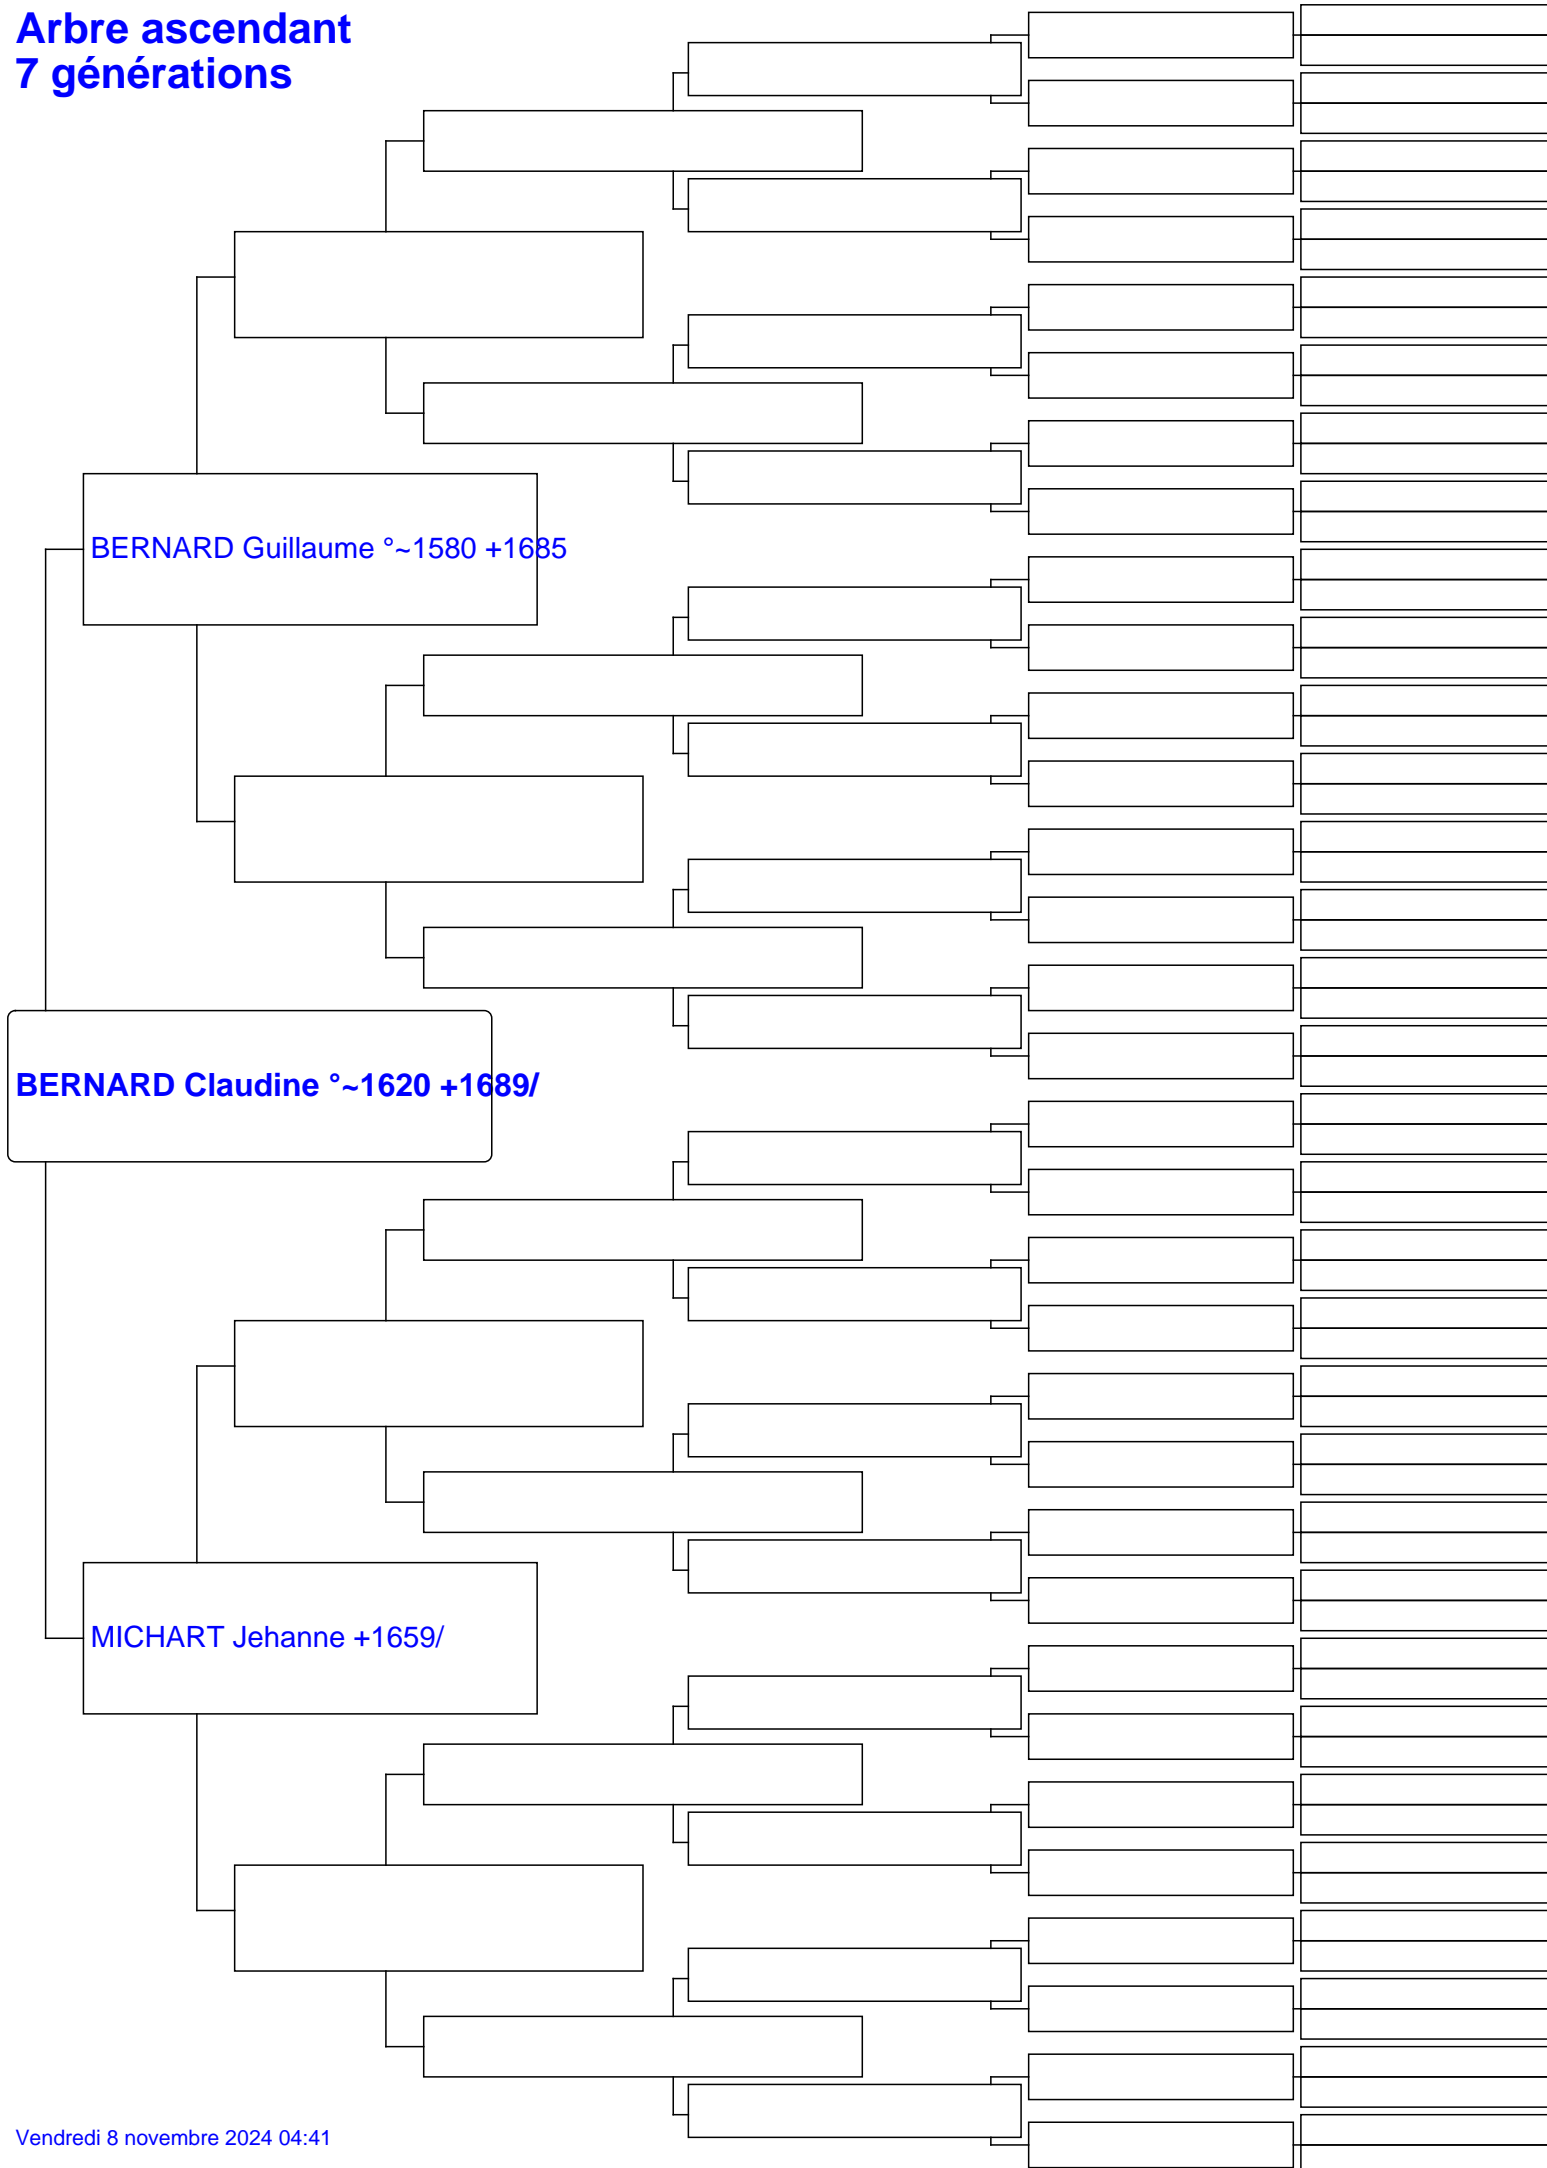 Arbre ascendant
7 générations
BERNARD Guillaume °~1580 +1685
BERNARD Claudine °~1620 +1689/
MICHART Jehanne +1659/
Vendredi 8 novembre 2024 04:41